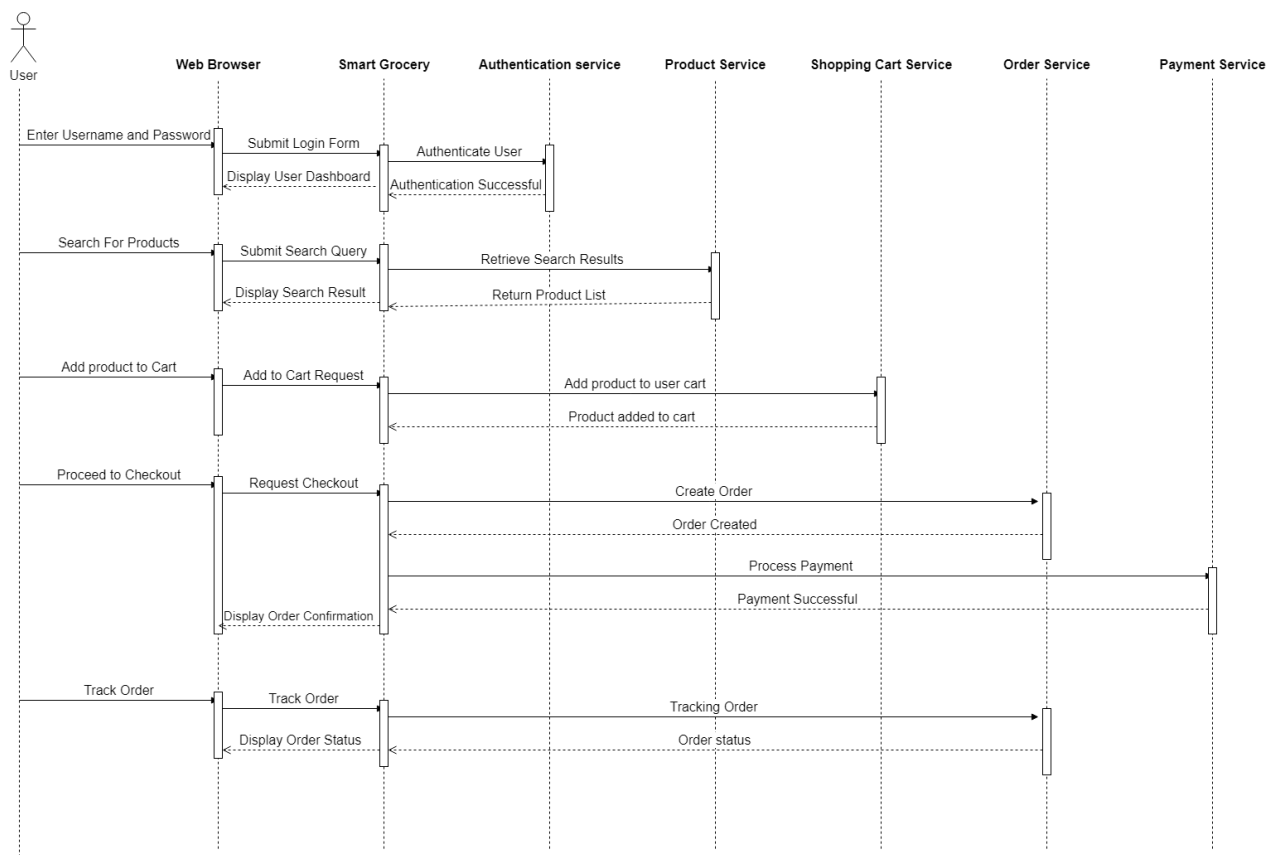 User
Web Browser
Smart Grocery
Authentication service
Product Service
Shopping Cart Service
Order Service
Payment Service
Enter Username and Password
Submit Login Form
Authenticate User
Display User Dashboard
Authentication Successful
Search For Products
Submit Search Query
Retrieve Search Results
Display Search Result
Return Product List
Add product to Cart
Add to Cart Request
Add product to user cart
Product added to cart
Proceed to Checkout
Request Checkout
Create Order
Order Created
Process Payment
Payment Successful
Display Order Confirmation
Track Order
Track Order
Tracking Order
Display Order Status
Order status